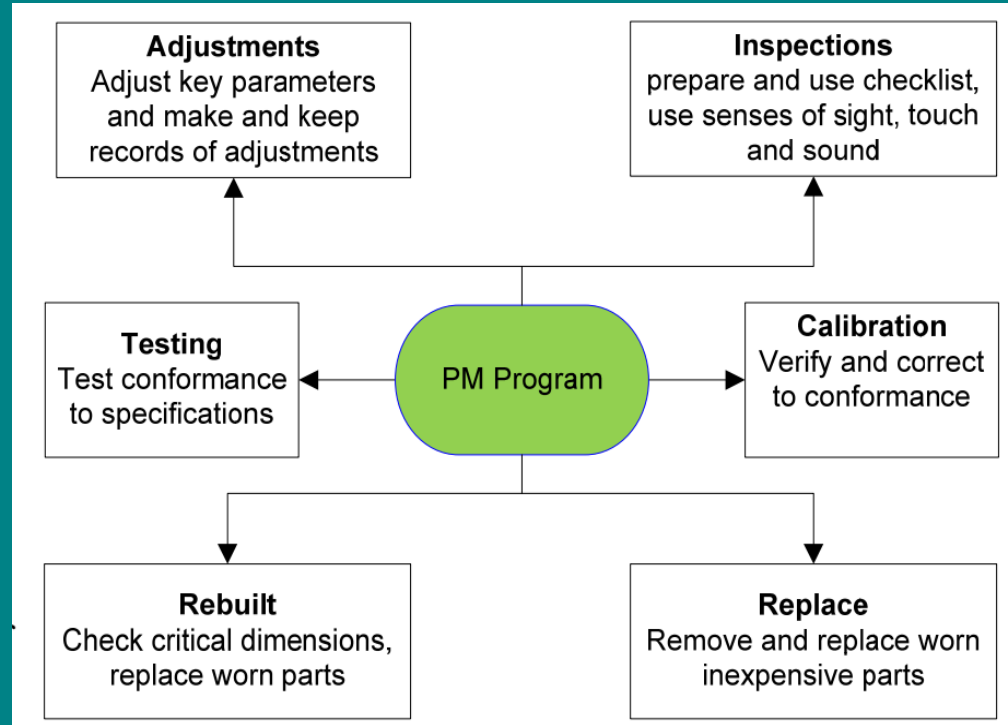 Adjustments
Adjust key parameters
and make and keep
records of adjustments
Inspections
prepare and use checklist,
use senses of sight, touch
and sound
Testing
Test conformance
to specifications
PM Program
Calibration
Verify and correct
to conformance
Rebuilt
Check critical dimensions,
replace worn parts
Replace
Remove and replace worn
inexpensive parts